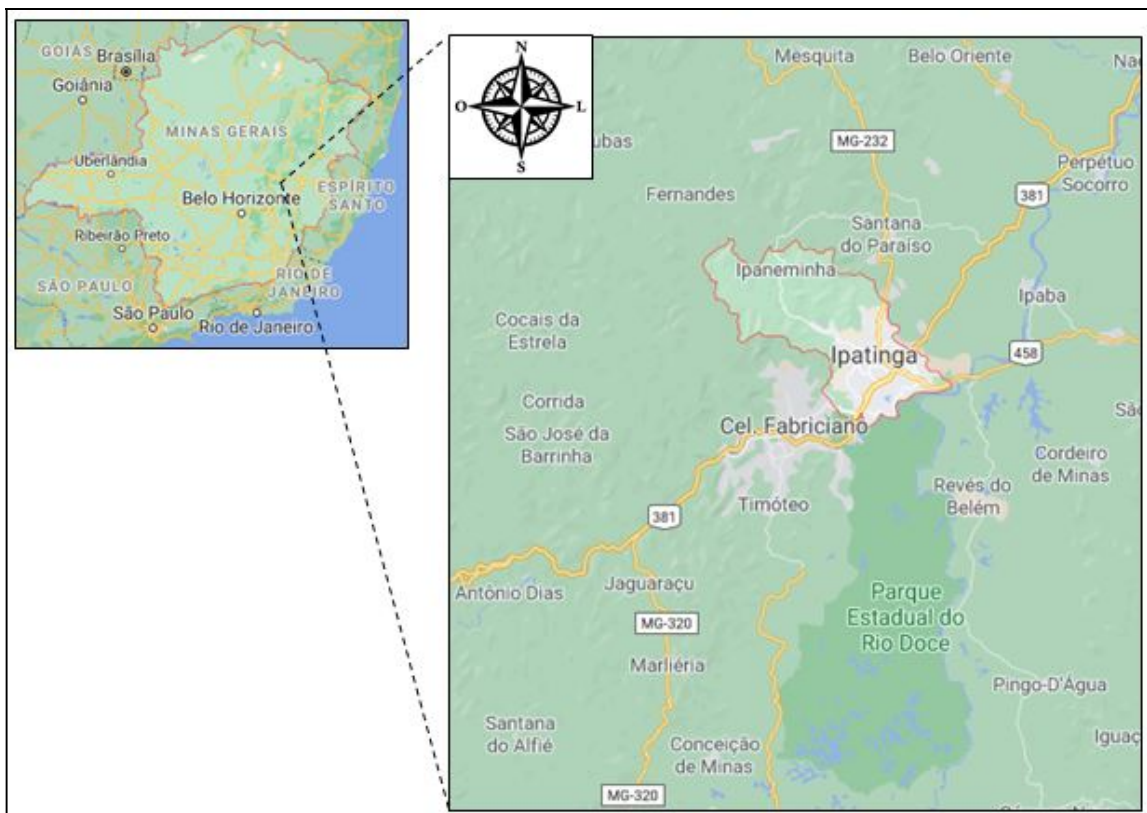 GOIÁS
Brasília
Goiânia
MINAS GERAIS
Uberlândia
ESPÍRITO
SANTO
Belo Horizonte
Ribeirão Preto
RIO DE
JANEIRO
SÃO PAULO
São Paulo
Rio de Janeiro
N
O
L
S
Mesquita
Belo Oriente
MG-232
Perpétuo
Socorro
381
Fernandes
Santana
do Paraíso
Ipaneminha
Ipaba
Cocais da
Estrela
Ipatinga
458
Corrida
Cel. Fabriciano
São José da
Barrinha
Cordeiro
de Minas
Revés do
Belém
Timóteo
381
Antônio Dias
Jaguaraçu
Parque
Estadual do
Rio Doce
MG-320
Marliéria
Pingo-D'Água
Santana
do Alfié
Conceição
de Minas
MG-320